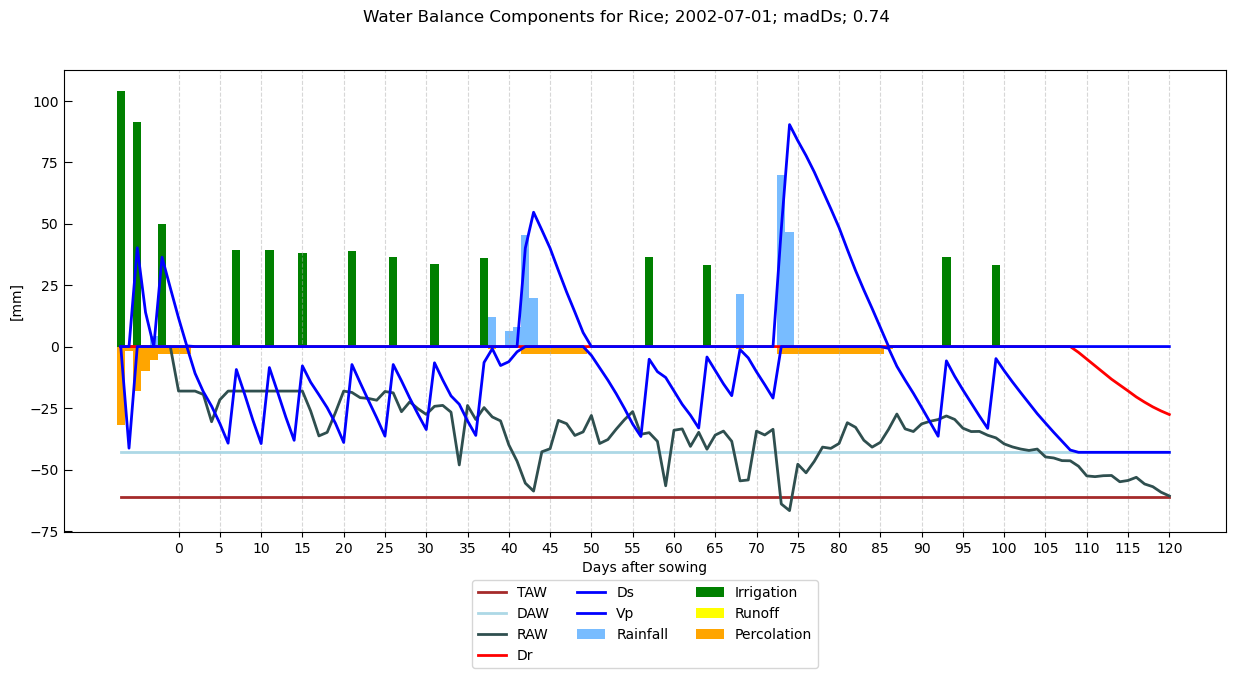 Water Balance Components for Rice; 2002-07-01; madDs; 0.74
100
75
50
25
0
−25
−50
−75
[mm]
0 5 10 15 20 25 30 35 40 45 50 55 60 65 70 75 80 85 90 95 100 105 110 115 120
Days after sowing
TAW Ds Irrigation
DAW Vp Runoff
RAW Rainfall Percolation
Dr